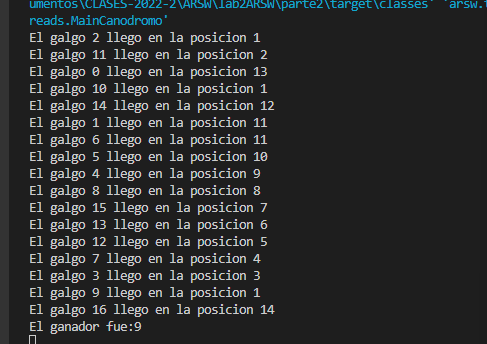 umentos\CLASES-2022-2\ARSW\lab2ARSW\parte2\target\classes' 'arsw.t
reads.MainCanodromo'
El galgo 2 llego en la posicion 1
El galgo 11 llego en la posicion 2
El galgo 0 llego en la posicion 13
El galgo 10 llego en la posicion 1
El galgo 14 llego en la posicion 12
El galgo 1 llego en la posicion 11
El galgo 6 llego en la posicion 11
El galgo 5 llego en la posicion 10
El galgo 4 llego en la posicion 9
El galgo 8 llego en la posicion 8
El galgo 15 llego en la posicion 7
El galgo 13 llego en la posicion 6
El galgo 12 llego en la posicion 5
El galgo 7 llego en la posicion 4
El galgo 3 llego en la posicion 3
El galgo 9 llego en la posicion 1
El galgo 16 llego en la posicion 14
El ganador fue:9